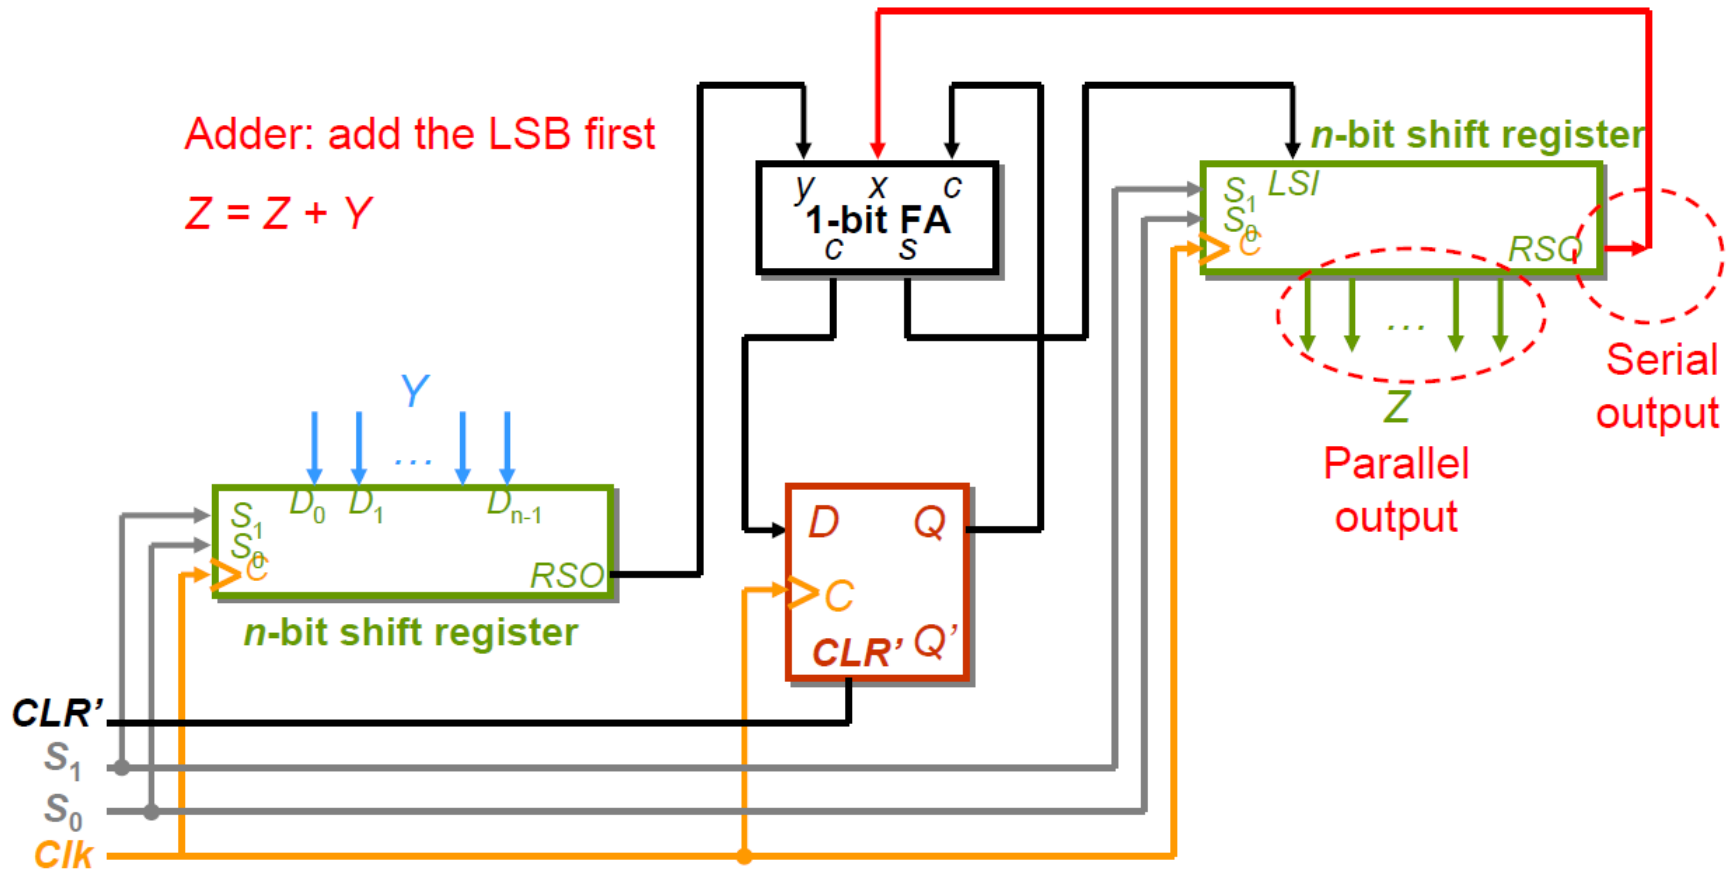 Adder: add the LSB first
Z = Z + Y
n-bit shift register
y x c
1-bit FA
c s
S₁ LSI
S₀
C
RSO
...
Z
Serial
output
Parallel
output
Y
...
D₀ D₁ Dₙ₋₁
S₁
S₀
C
RSO
n-bit shift register
D Q
C
CLR’ Q’
CLR’
S₁
S₀
Clk